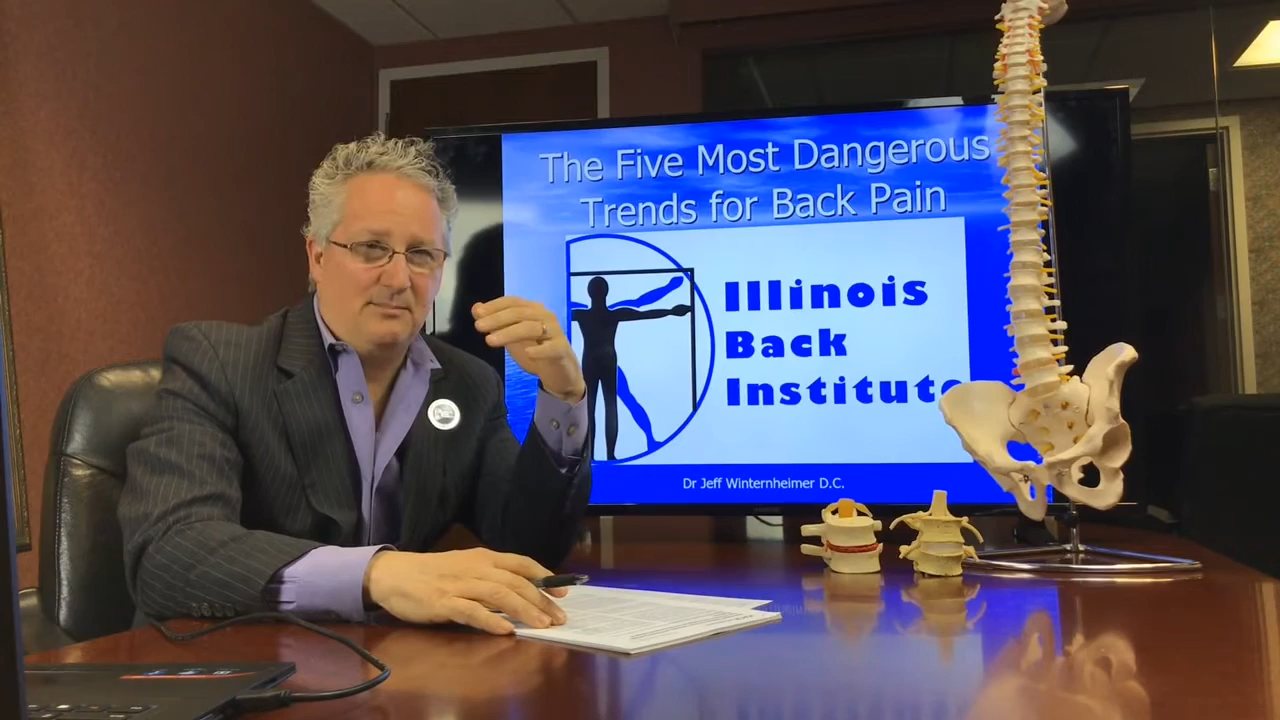 The Five Most Dangerous
Trends for Back Pain
Illinois
Back
Institute
Dr Jeff Winternheimer D.C.